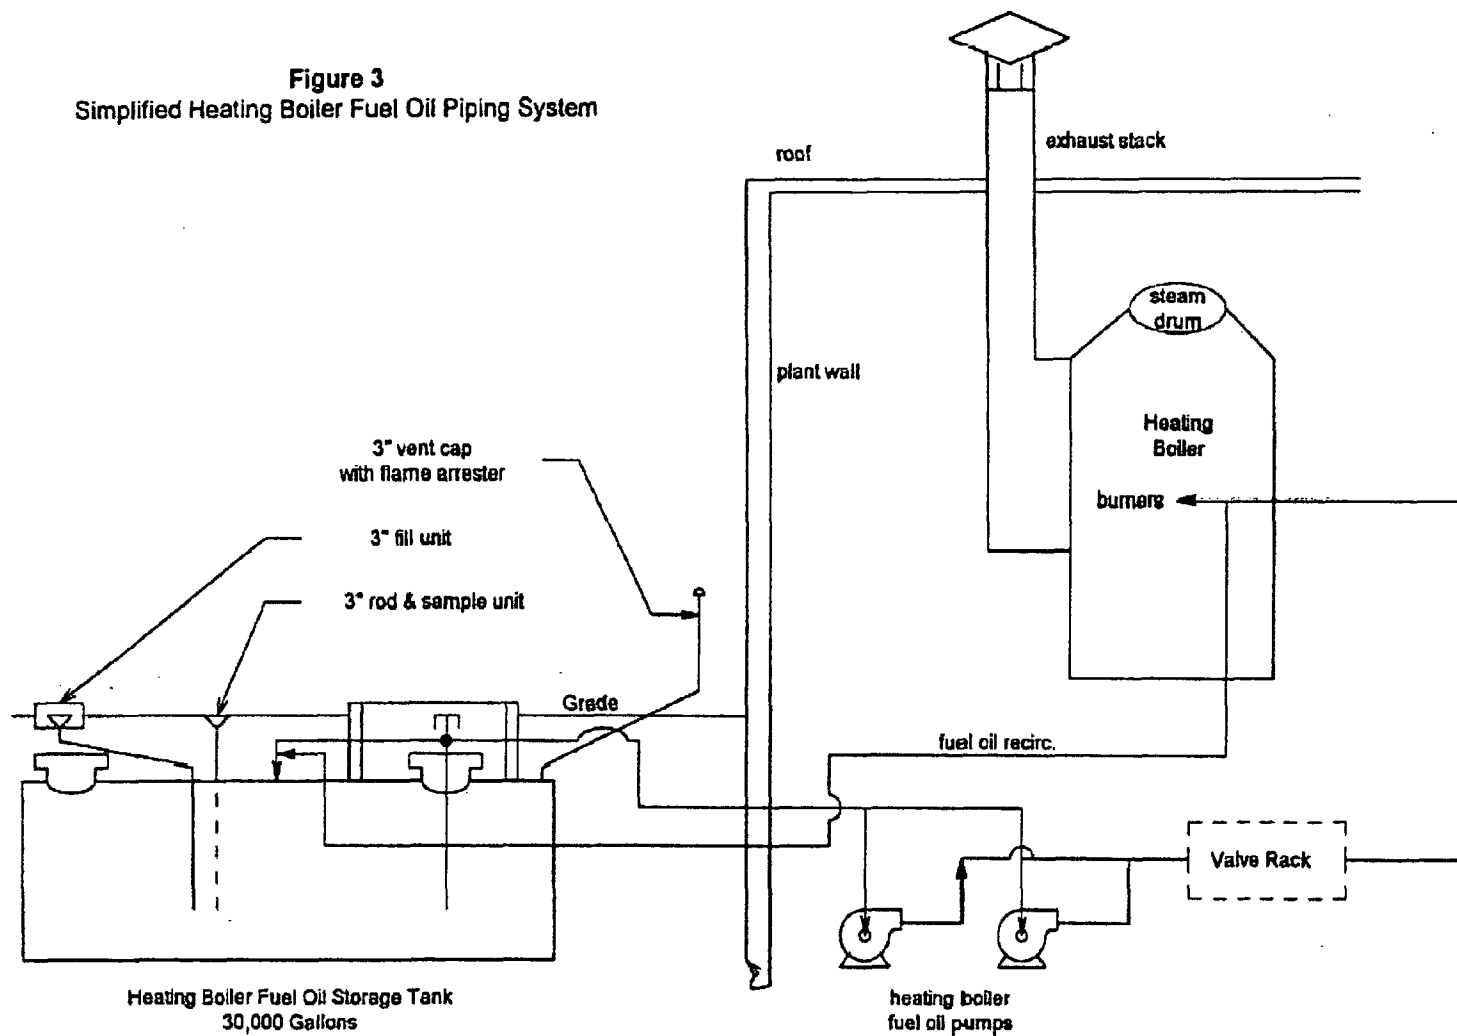 Figure 3
Simplified Heating Boiler Fuel Oil Piping System
roof
exhaust stack
steam
drum
plant wall
Heating
Boiler
3" vent cap
with flame arrester
burners
3" fill unit
3" rod & sample unit
Grade
fuel oil recirc.
Valve Rack
Heating Boiler Fuel Oil Storage Tank
30,000 Gallons
heating boiler
fuel oil pumps